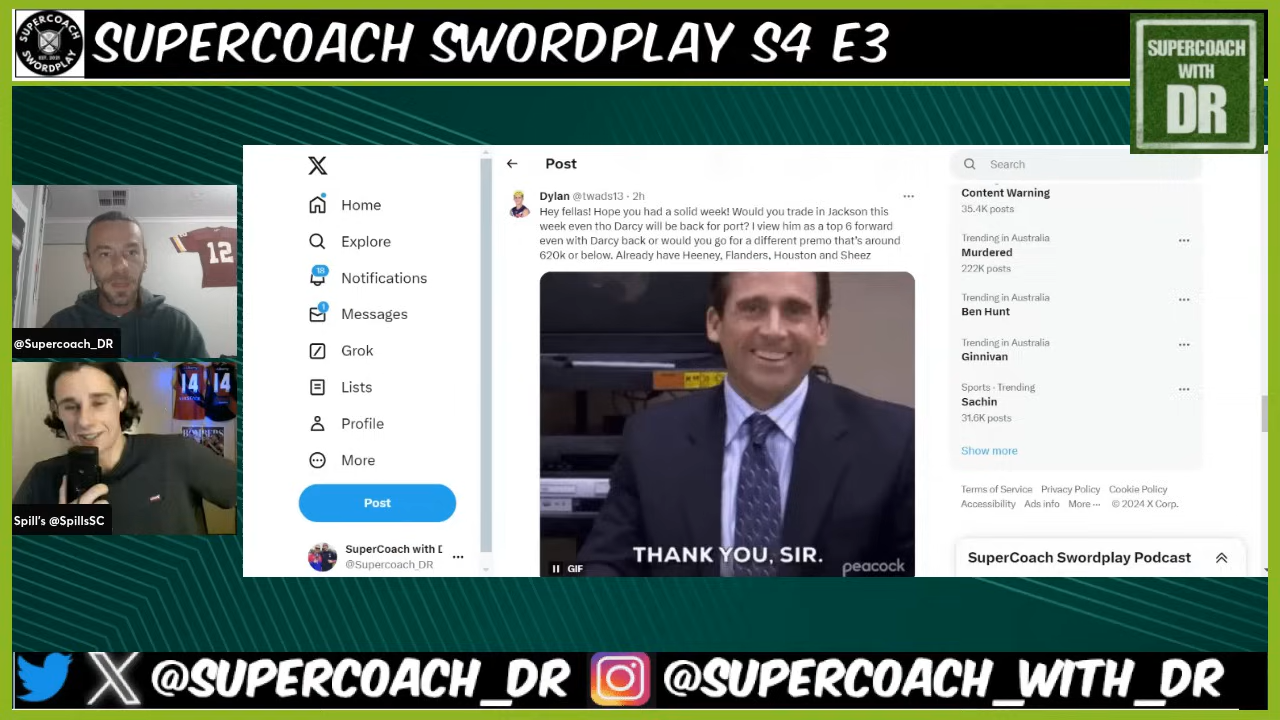 SUPERCOACH SWORDPLAY
SUPERCOACH SWORDPLAY S4 E3
SUPERCOACH
WITH
DR
12
@Supercoach_DR
14
14
Spill's @SpillsSC
Home
Explore
18
Notifications
1
Messages
Grok
Lists
Profile
More
Post
SuperCoach with D
@Supercoach_DR
Post
Dylan @twads13 · 2h
Hey fellas! Hope you had a solid week! Would you trade in Jackson this
week even tho Darcy will be back for port? I view him as a top 6 forward
even with Darcy back or would you go for a different premo that's around
620k or below. Already have Heeney, Flanders, Houston and Sheez
THANK YOU, SIR.
GIF
peacock
Search
Content Warning
35.4K posts
Trending in Australia
Murdered
222K posts
Trending in Australia
Ben Hunt
Trending in Australia
Ginnivan
Sports · Trending
Sachin
31.6K posts
Show more
Terms of Service Privacy Policy Cookie Policy
Accessibility Ads info More ··· © 2024 X Corp.
SuperCoach Swordplay Podcast
@SUPERCOACH_DR @SUPERCOACH_WITH_DR